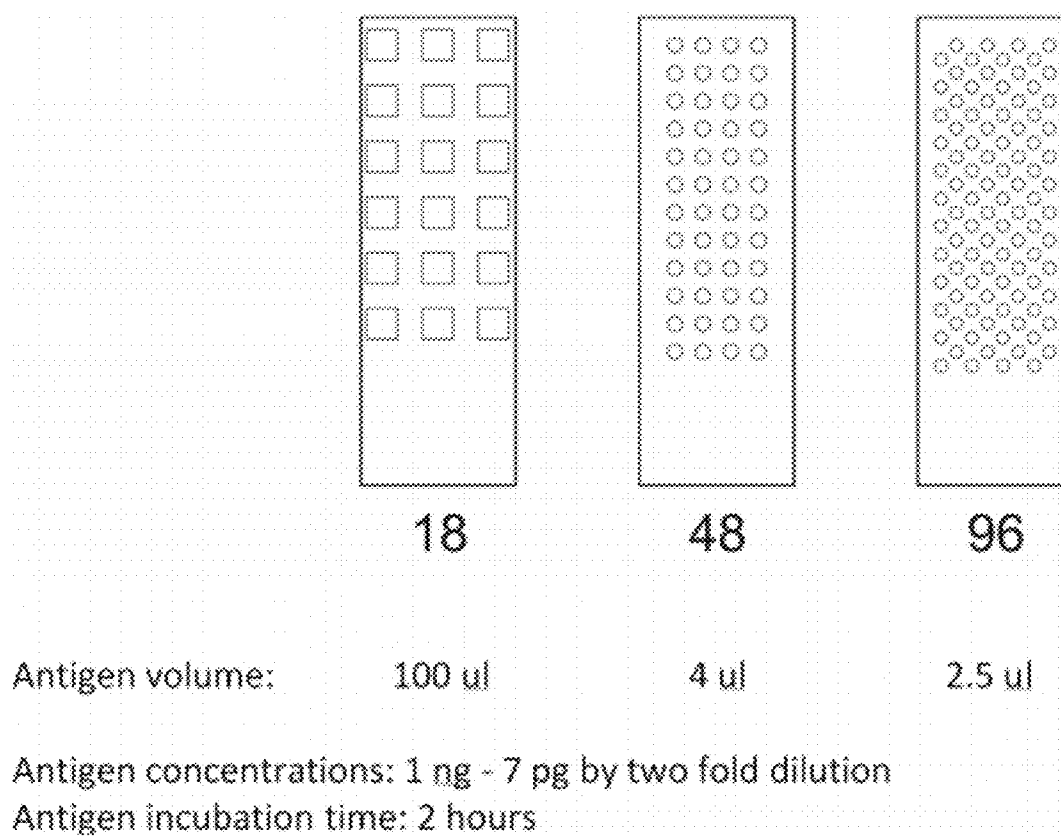 18 48 96
Antigen volume: 100 ul 4 ul 2.5 ul
Antigen concentrations: 1 ng - 7 pg by two fold dilution
Antigen incubation time: 2 hours